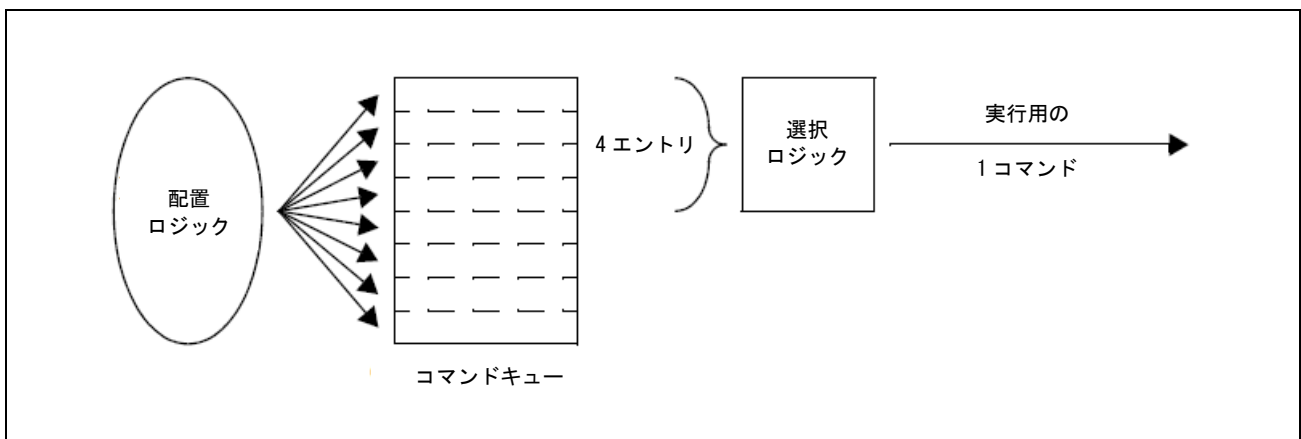 配置
ロジック
コマンドキュー
4 エントリ
選択
ロジック
実行用の
1 コマンド